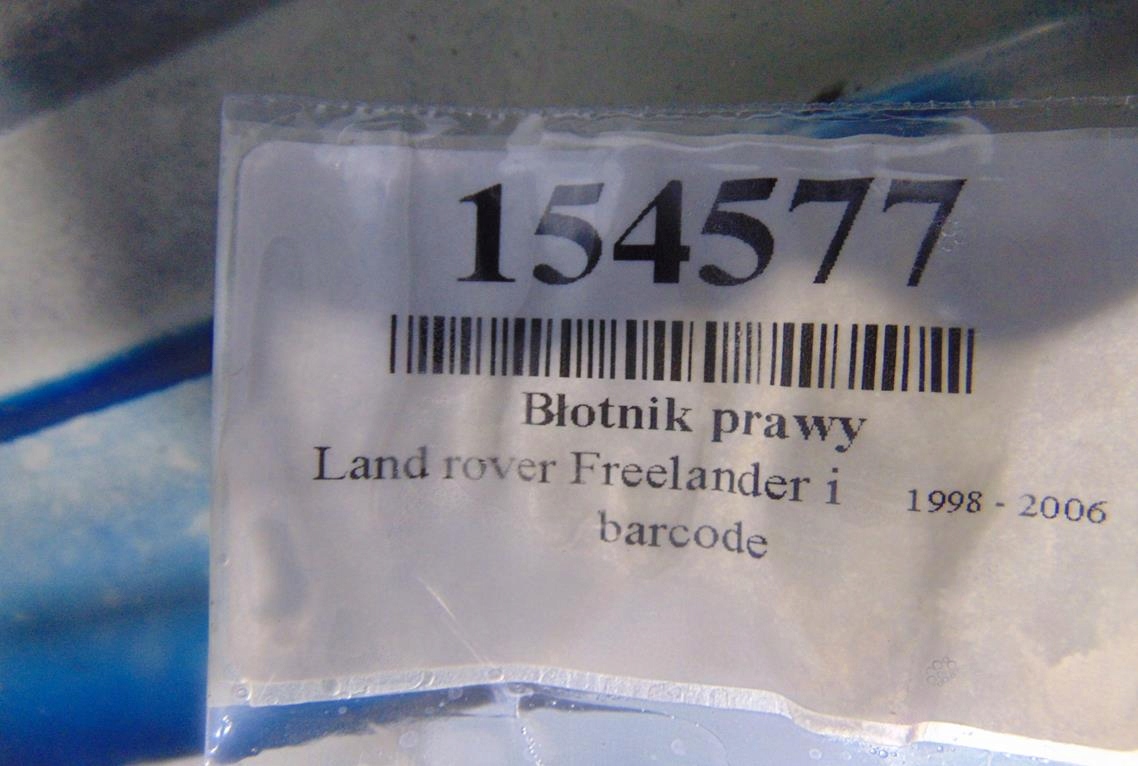 154577
Błotnik prawy
Land rover Freelander i 1998 - 2006
barcode